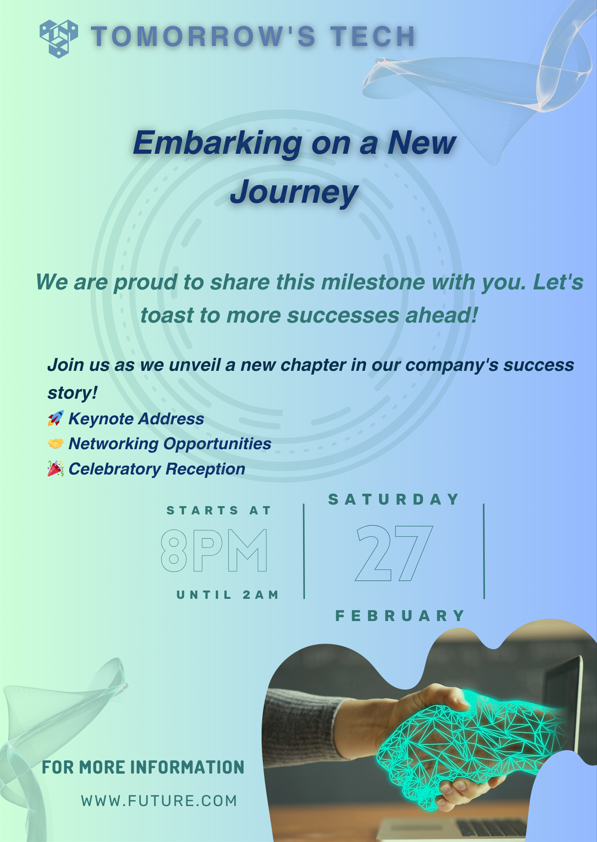 TOMORROW'S TECH
Embarking on a New
Journey
We are proud to share this milestone with you. Let's
toast to more successes ahead!
Join us as we unveil a new chapter in our company's success
story!
🚀 Keynote Address
🤝 Networking Opportunities
🎉 Celebratory Reception
STARTS AT
8PM
UNTIL 2AM
SATURDAY
27
FEBRUARY
FOR MORE INFORMATION
WWW.FUTURE.COM